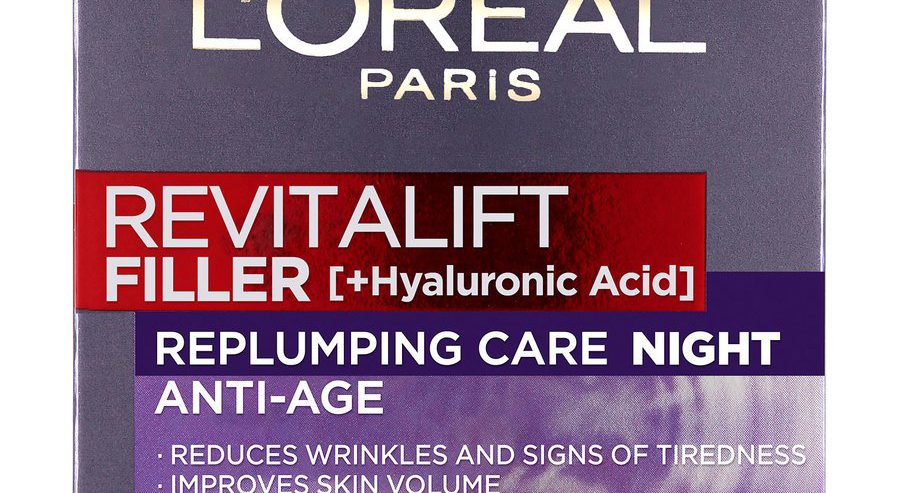 L'ORÉAL
PARIS
REVITALIFT
FILLER [+Hyaluronic Acid]
REPLUMPING CARE NIGHT
ANTI-AGE
· REDUCES WRINKLES AND SIGNS OF TIREDNESS
· IMPROVES SKIN VOLUME